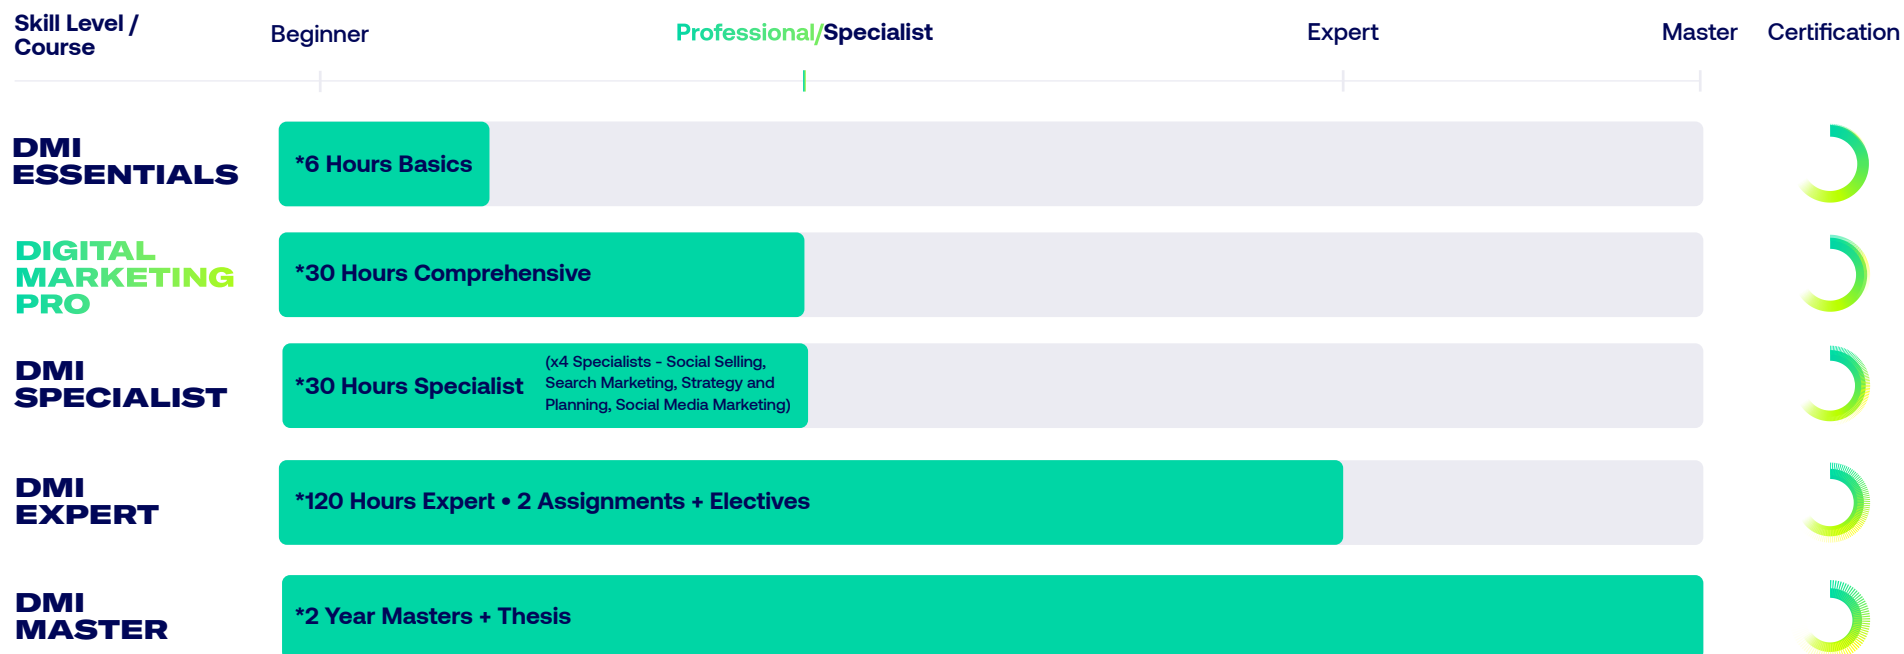 Skill Level /
Course
Beginner
Professional/Specialist
Expert
Master
Certification
DMI
ESSENTIALS
*6 Hours Basics
DIGITAL
MARKETING
PRO
*30 Hours Comprehensive
DMI
SPECIALIST
*30 Hours Specialist
(x4 Specialists - Social Selling,
Search Marketing, Strategy and
Planning, Social Media Marketing)
DMI
EXPERT
*120 Hours Expert • 2 Assignments + Electives
DMI
MASTER
*2 Year Masters + Thesis